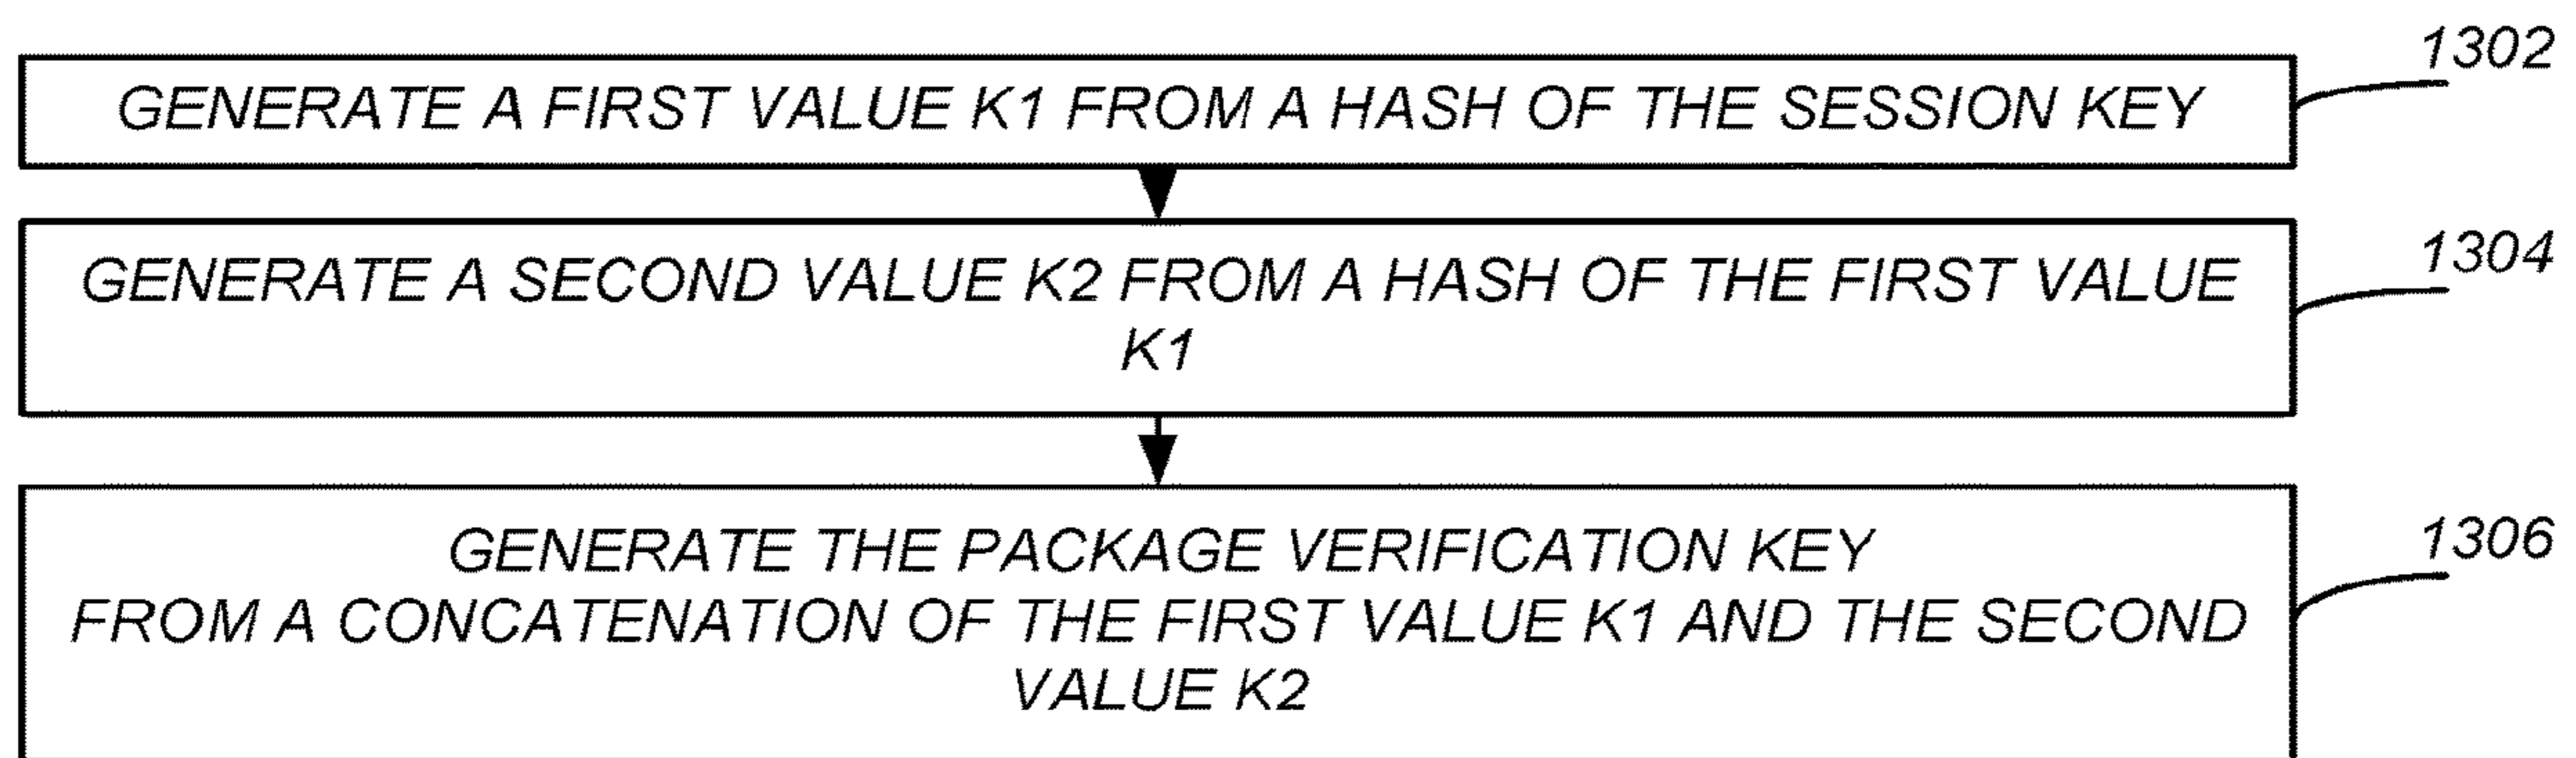 1302
GENERATE A FIRST VALUE K1 FROM A HASH OF THE SESSION KEY
1304
GENERATE A SECOND VALUE K2 FROM A HASH OF THE FIRST VALUE
K1
1306
GENERATE THE PACKAGE VERIFICATION KEY
FROM A CONCATENATION OF THE FIRST VALUE K1 AND THE SECOND
VALUE K2